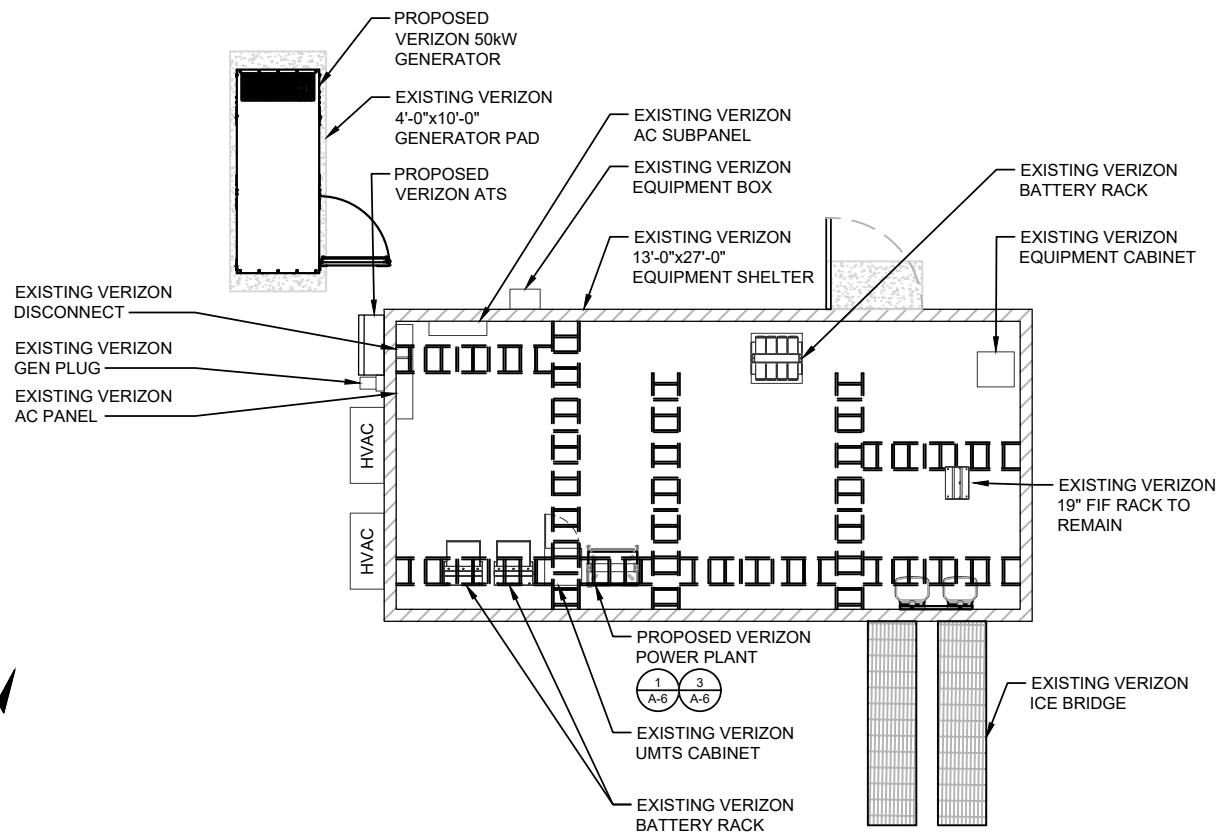 PROPOSED
VERIZON 50kW
GENERATOR
EXISTING VERIZON
4'-0"x10'-0"
GENERATOR PAD
PROPOSED
VERIZON ATS
EXISTING VERIZON
AC SUBPANEL
EXISTING VERIZON
EQUIPMENT BOX
EXISTING VERIZON
13'-0"x27'-0"
EQUIPMENT SHELTER
EXISTING VERIZON
BATTERY RACK
EXISTING VERIZON
EQUIPMENT CABINET
EXISTING VERIZON
DISCONNECT
EXISTING VERIZON
GEN PLUG
EXISTING VERIZON
AC PANEL
HVAC
HVAC
EXISTING VERIZON
19" FIF RACK TO
REMAIN
PROPOSED VERIZON
POWER PLANT
1
A-6
3
A-6
EXISTING VERIZON
ICE BRIDGE
EXISTING VERIZON
UMTS CABINET
EXISTING VERIZON
BATTERY RACK